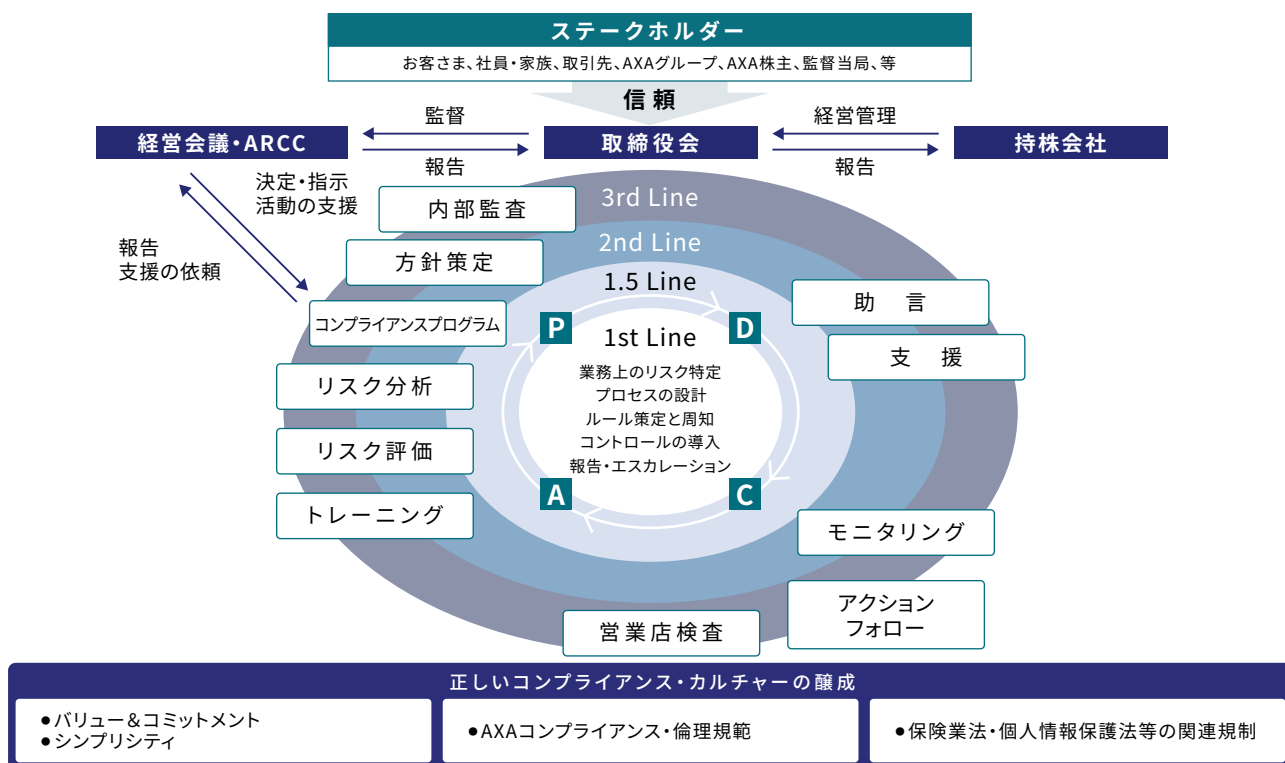 ステークホルダー
お客さま、社員・家族、取引先、AXAグループ、AXA株主、監督当局、等
信頼
監督
経営管理
経営会議・ARCC
取締役会
持株会社
報告
報告
決定・指示
活動の支援
報告
支援の依頼
3rd Line
内部監査
2nd Line
方針策定
1.5 Line
助言
コンプライアンスプログラム
P
D
1st Line
支援
業務上のリスク特定
プロセスの設計
ルール策定と周知
コントロールの導入
報告・エスカレーション
リスク分析
リスク評価
トレーニング
A
C
モニタリング
アクション
フォロー
営業店検査
正しいコンプライアンス・カルチャーの醸成
●バリュー&コミットメント
●シンプリシティ
●AXAコンプライアンス・倫理規範
●保険業法・個人情報保護法等の関連規制